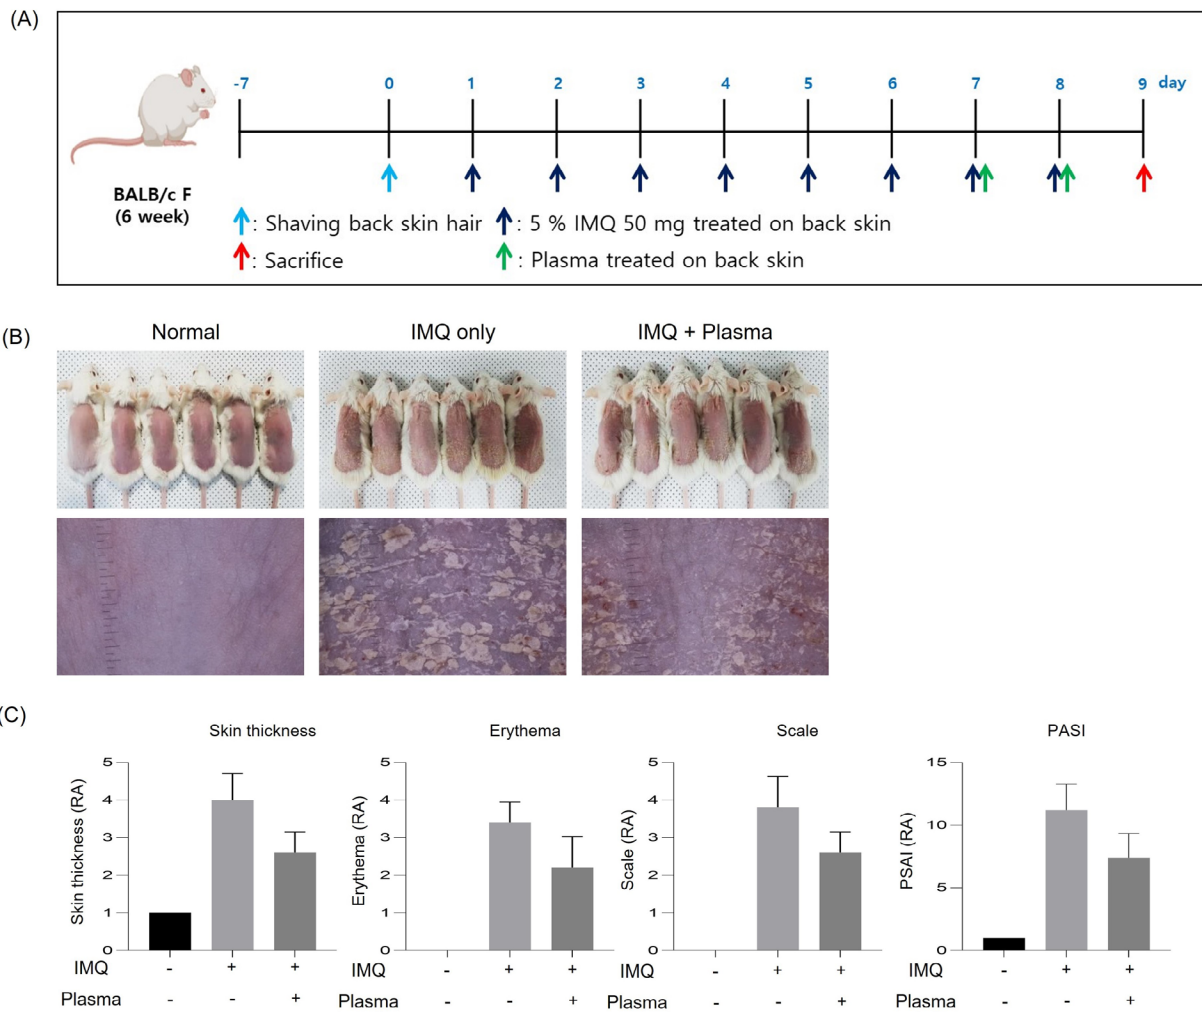 (A)
-7 0 1 2 3 4 5 6 7 8 9 day
BALB/c F
(6 week)
: Shaving back skin hair : 5 % IMQ 50 mg treated on back skin
: Sacrifice : Plasma treated on back skin
(B)
Normal IMQ only IMQ + Plasma
(C)
Skin thickness Erythema Scale PASI
Skin thickness (RA)
5
4
3
2
1
0
Erythema (RA)
5
4
3
2
1
0
Scale (RA)
5
4
3
2
1
0
PSAI (RA)
15
10
5
0
IMQ - + + IMQ - + + IMQ - + + IMQ - + +
Plasma - - + Plasma - - + Plasma - - + Plasma - - +